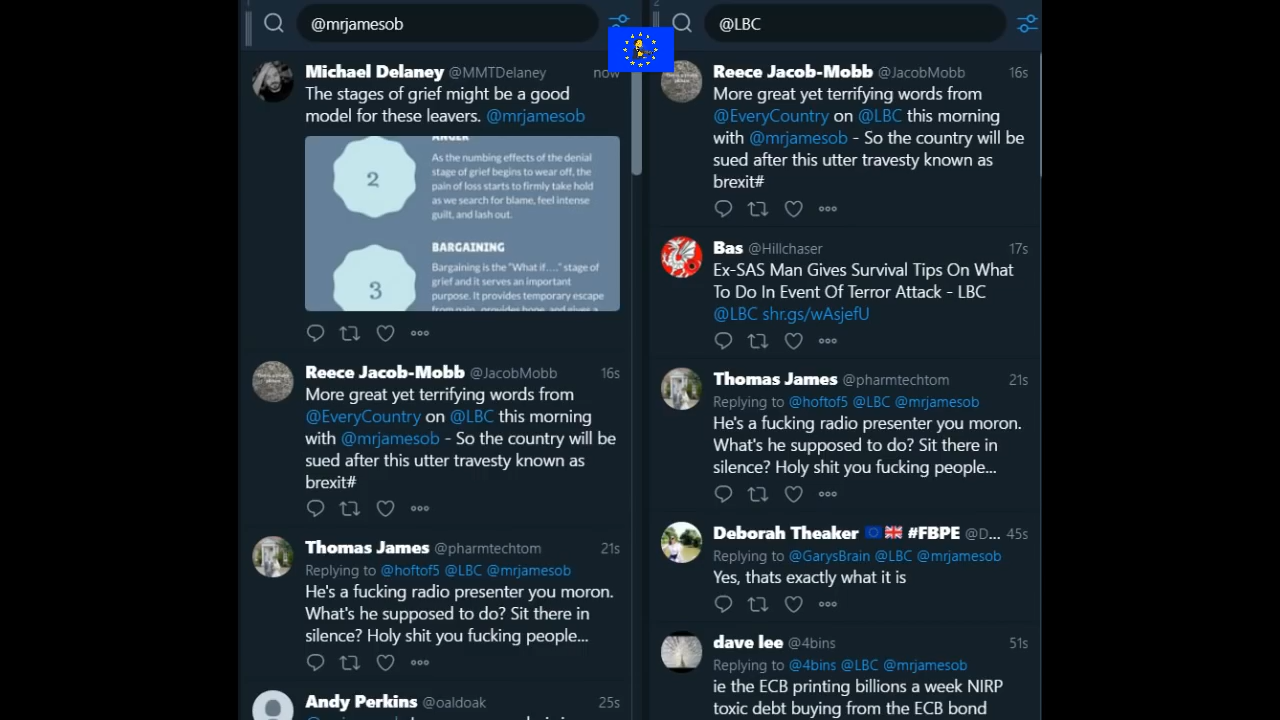 1
@mrjamesob
Michael Delaney @MMTDelaney now
The stages of grief might be a good
model for these leavers. @mrjamesob
ANGER
2
As the numbing effects of the denial
stage of grief begins to wear off, the
pain of loss starts to firmly take hold
as we search for blame, feel intense
guilt, and lash out.
BARGAINING
3
Bargaining is the "What if...." stage of
grief and it serves an important
purpose. It provides temporary escape
from pain, provides hope, and gives a
Reece Jacob-Mobb @JacobMobb 16s
More great yet terrifying words from
@EveryCountry on @LBC this morning
with @mrjamesob - So the country will be
sued after this utter travesty known as
brexit#
Thomas James @pharmtechtom 21s
Replying to @hoftof5 @LBC @mrjamesob
He's a fucking radio presenter you moron.
What's he supposed to do? Sit there in
silence? Holy shit you fucking people...
Andy Perkins @oaldoak 25s
2
@LBC
Reece Jacob-Mobb @JacobMobb 16s
More great yet terrifying words from
@EveryCountry on @LBC this morning
with @mrjamesob - So the country will be
sued after this utter travesty known as
brexit#
Bas @Hillchaser 17s
Ex-SAS Man Gives Survival Tips On What
To Do In Event Of Terror Attack - LBC
@LBC shr.gs/wAsjefU
Thomas James @pharmtechtom 21s
Replying to @hoftof5 @LBC @mrjamesob
He's a fucking radio presenter you moron.
What's he supposed to do? Sit there in
silence? Holy shit you fucking people...
Deborah Theaker #FBPE @D... 45s
Replying to @GarysBrain @LBC @mrjamesob
Yes, thats exactly what it is
dave lee @4bins 51s
Replying to @4bins @LBC @mrjamesob
ie the ECB printing billions a week NIRP
toxic debt buying from the ECB bond